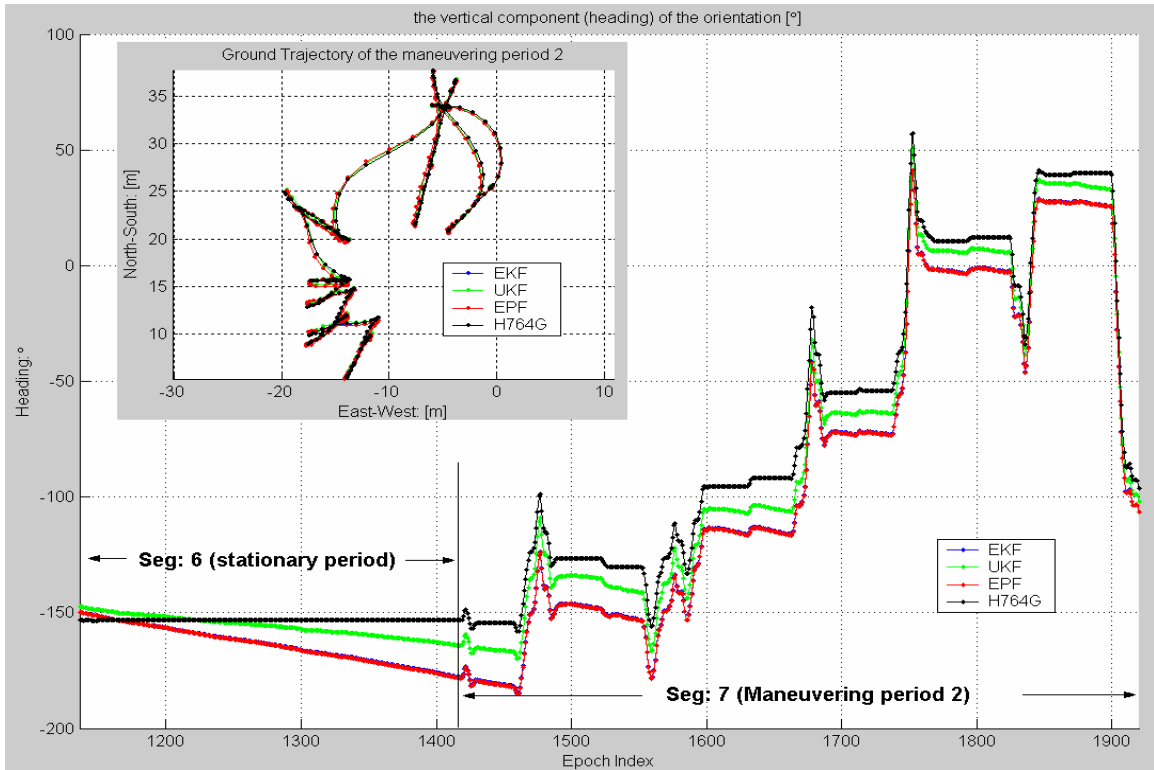 the vertical component (heading) of the orientation [°]
100
50
0
-50
-100
-150
-200
Heading: °
Ground Trajectory of the maneuvering period 2
35
30
25
20
15
10
North-South: [m]
-30
-20
-10
0
10
East-West: [m]
EKF
UKF
EPF
H764G
Seg: 6 (stationary period)
Seg: 7 (Maneuvering period 2)
EKF
UKF
EPF
H764G
1200
1300
1400
1500
1600
1700
1800
1900
Epoch Index